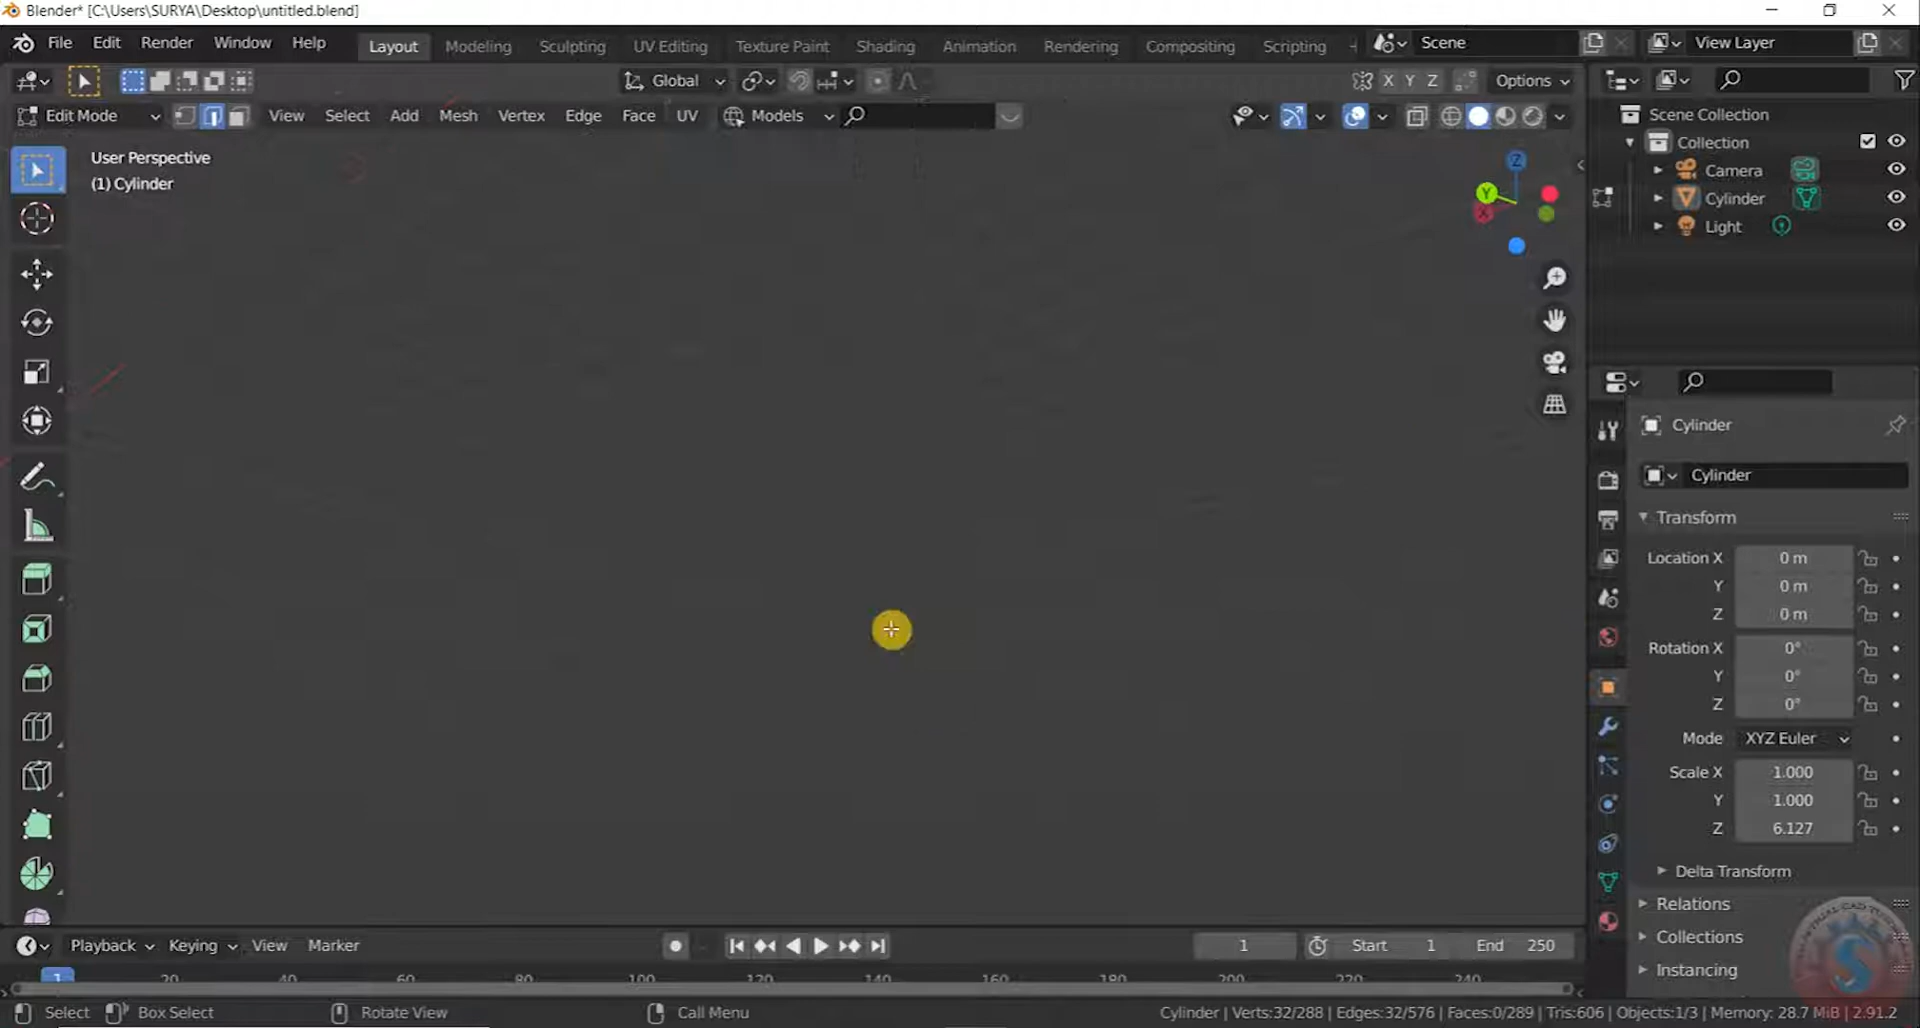 Blender* [C:\Users\SURYA\Desktop\untitled.blend]
File Edit Render Window Help Layout Modeling Sculpting UV Editing Texture Paint Shading Animation Rendering Compositing Scripting Scene View Layer
Global X Y Z Options
Edit Mode View Select Add Mesh Vertex Edge Face UV Models
User Perspective
(1) Cylinder
Z
Y
X
Scene Collection
Collection
Camera
Cylinder
Light
Cylinder
Cylinder
Transform
Location X 0 m
Y 0 m
Z 0 m
Rotation X 0°
Y 0°
Z 0°
Mode XYZ Euler
Scale X 1.000
Y 1.000
Z 6.127
Delta Transform
Relations
Collections
Instancing
Playback Keying View Marker 1 Start 1 End 250
1 20 40 60 80 100 120 140 160 180 200 220 240
Select Box Select Rotate View Call Menu Cylinder | Verts:32/288 | Edges:32/576 | Faces:0/289 | Tris:606 | Objects:1/3 | Memory: 28.7 MiB | 2.91.2